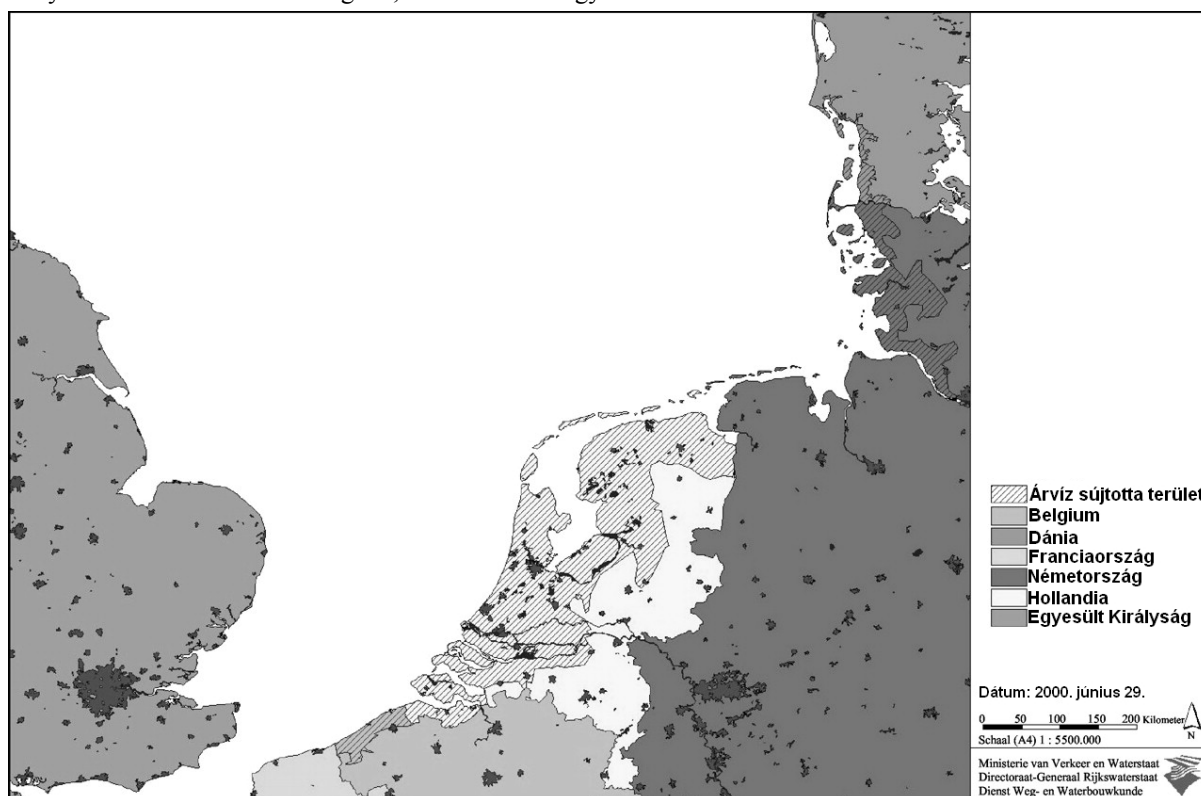 Árvíz sújtotta terület
Belgium
Dánia
Franciaország
Németország
Hollandia
Egyesült Királyság
Dátum: 2000. június 29.
0 50 100 150 200 Kilometer
N
Schaal (A4) 1 : 5500.000
Ministerie van Verkeer en Waterstaat
Directoraat-Generaal Rijkswaterstaat
Dienst Weg- en Waterbouwkunde